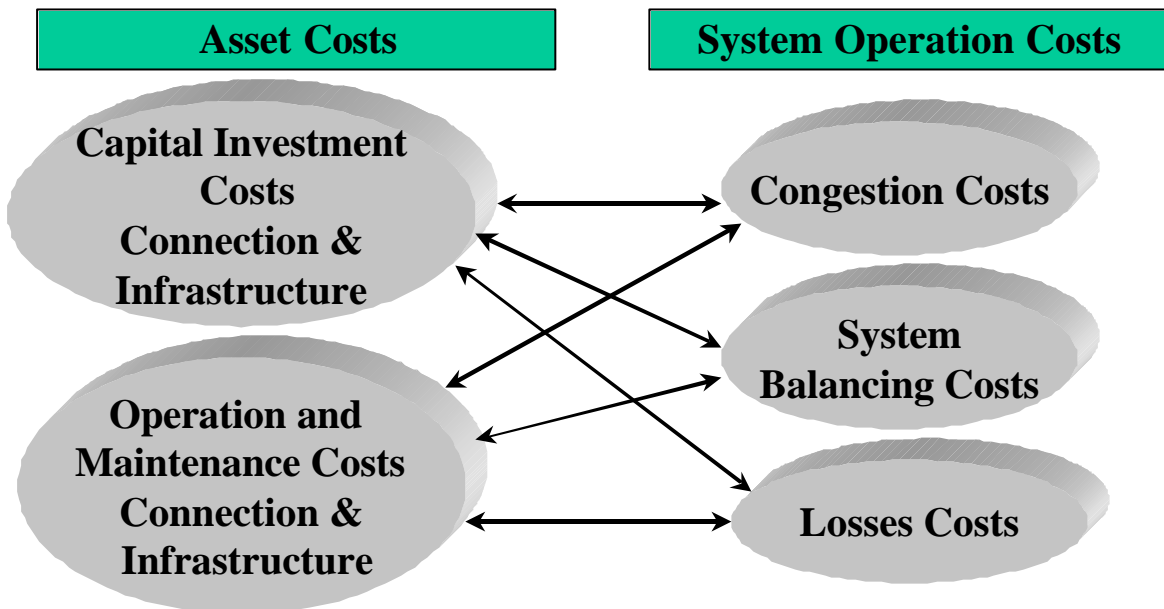 Asset Costs
System Operation Costs
Capital Investment
Costs
Connection &
Infrastructure
Operation and
Maintenance Costs
Connection &
Infrastructure
Congestion Costs
System
Balancing Costs
Losses Costs